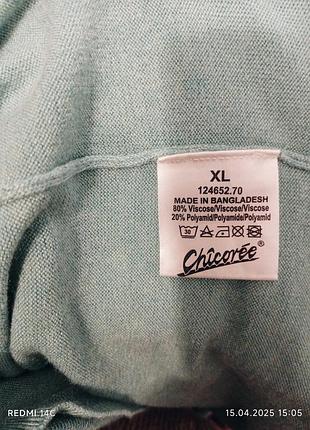 XL
124652.70
MADE IN BANGLADESH
80% Viscose/Viscose/Viscose
20% Polyamid/Polyamide/Polyamid
30
Chicorée®
REDMI 14C
15.04.2025 15:05